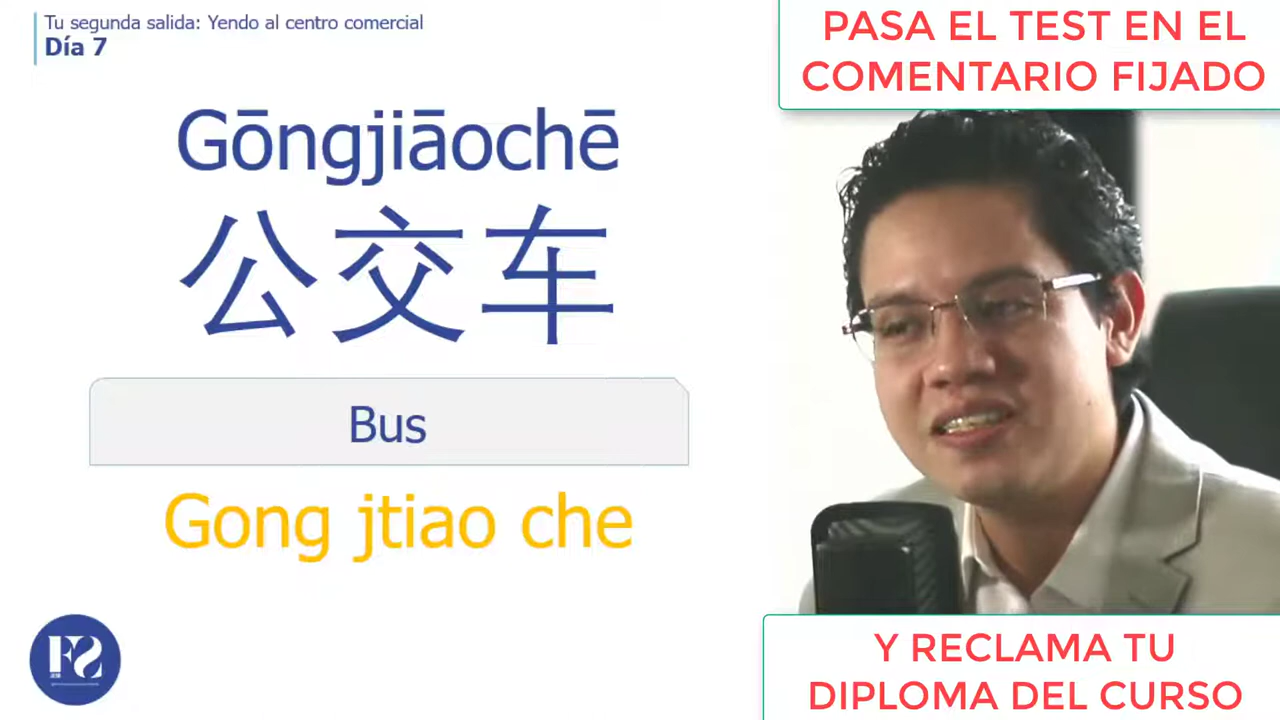 Tu segunda salida: Yendo al centro comercial
Día 7
Gōngjiāochē
公交车
Bus
Gong jtiao che
PASA EL TEST EN EL
COMENTARIO FIJADO
Y RECLAMA TU
DIPLOMA DEL CURSO